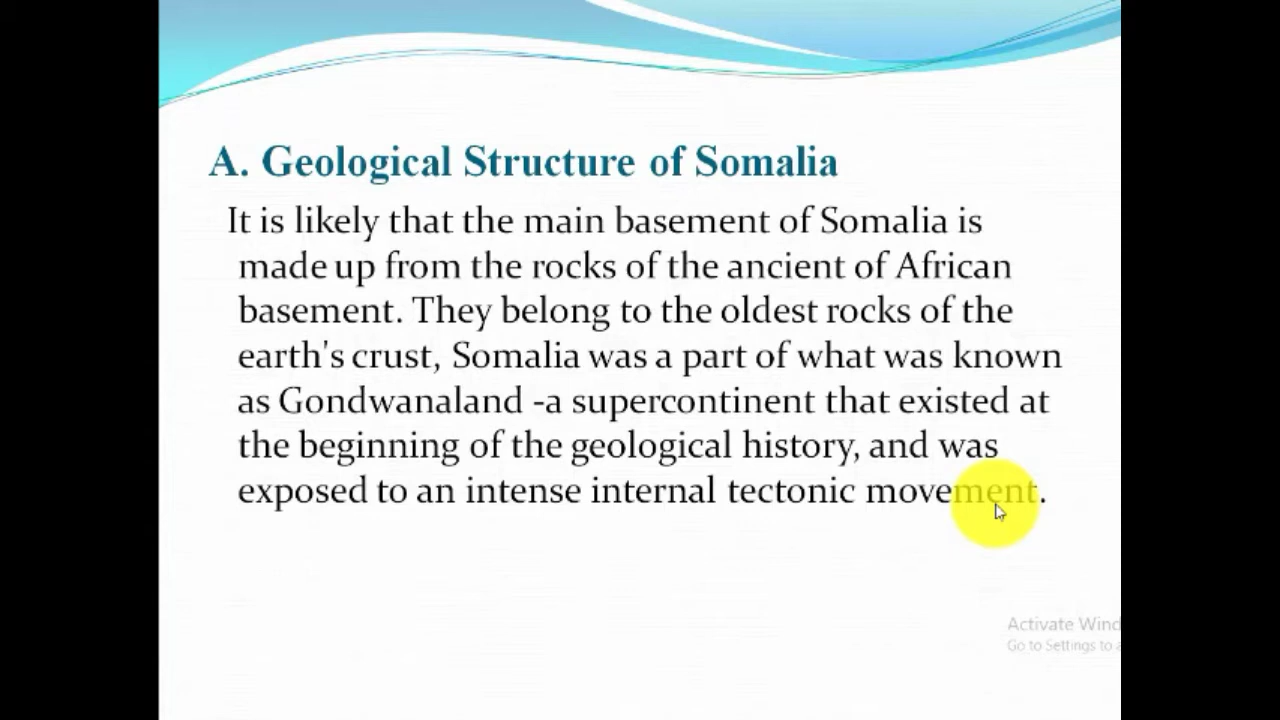 A. Geological Structure of Somalia
It is likely that the main basement of Somalia is
made up from the rocks of the ancient of African
basement. They belong to the oldest rocks of the
earth's crust, Somalia was a part of what was known
as Gondwanaland -a supercontinent that existed at
the beginning of the geological history, and was
exposed to an intense internal tectonic movement.
Activate Wind
Go to Settings to a